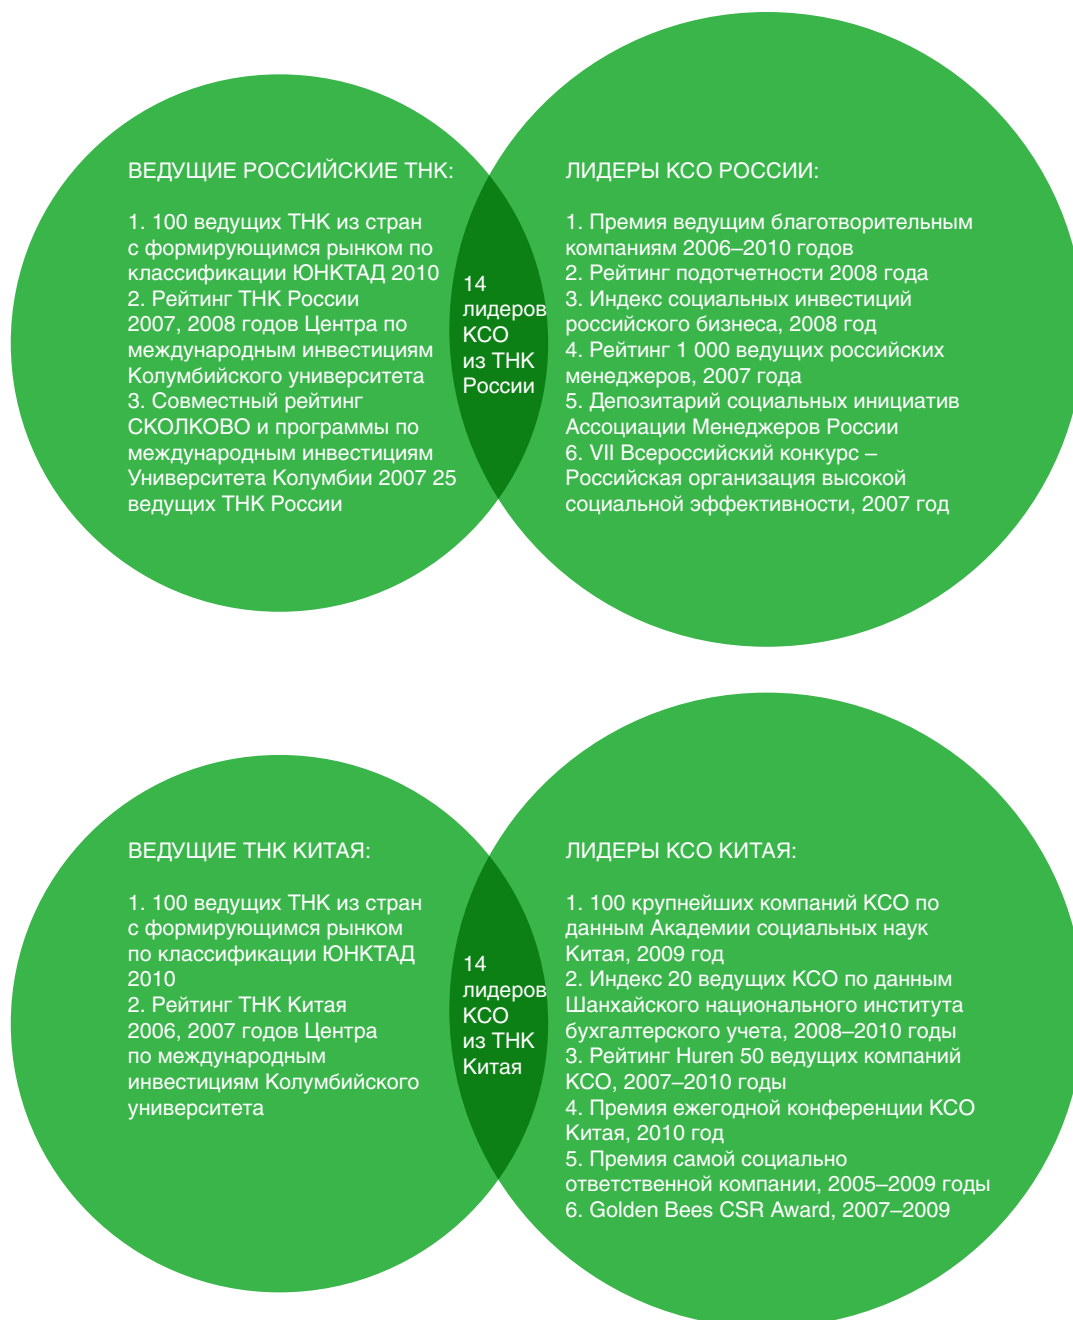 ВЕДУЩИЕ РОССИЙСКИЕ ТНК:
1. 100 ведущих ТНК из стран
с формирующимся рынком по
классификации ЮНКТАД 2010
2. Рейтинг ТНК России
2007, 2008 годов Центра по
международным инвестициям
Колумбийского университета
3. Совместный рейтинг
СКОЛКОВО и программы по
международным инвестициям
Университета Колумбии 2007 25
ведущих ТНК России
14
лидеров
КСО
из ТНК
России
ЛИДЕРЫ КСО РОССИИ:
1. Премия ведущим благотворительным
компаниям 2006–2010 годов
2. Рейтинг подотчетности 2008 года
3. Индекс социальных инвестиций
российского бизнеса, 2008 год
4. Рейтинг 1 000 ведущих российских
менеджеров, 2007 года
5. Депозитарий социальных инициатив
Ассоциации Менеджеров России
6. VII Всероссийский конкурс –
Российская организация высокой
социальной эффективности, 2007 год
ВЕДУЩИЕ ТНК КИТАЯ:
1. 100 ведущих ТНК из стран
с формирующимся рынком
по классификации ЮНКТАД
2010
2. Рейтинг ТНК Китая
2006, 2007 годов Центра
по международным
инвестициям Колумбийского
университета
14
лидеров
КСО
из ТНК
Китая
ЛИДЕРЫ КСО КИТАЯ:
1. 100 крупнейших компаний КСО по
данным Академии социальных наук
Китая, 2009 год
2. Индекс 20 ведущих КСО по данным
Шанхайского национального института
бухгалтерского учета, 2008–2010 годы
3. Рейтинг Huren 50 ведущих компаний
КСО, 2007–2010 годы
4. Премия ежегодной конференции КСО
Китая, 2010 год
5. Премия самой социально
ответственной компании, 2005–2009 годы
6. Golden Bees CSR Award, 2007–2009